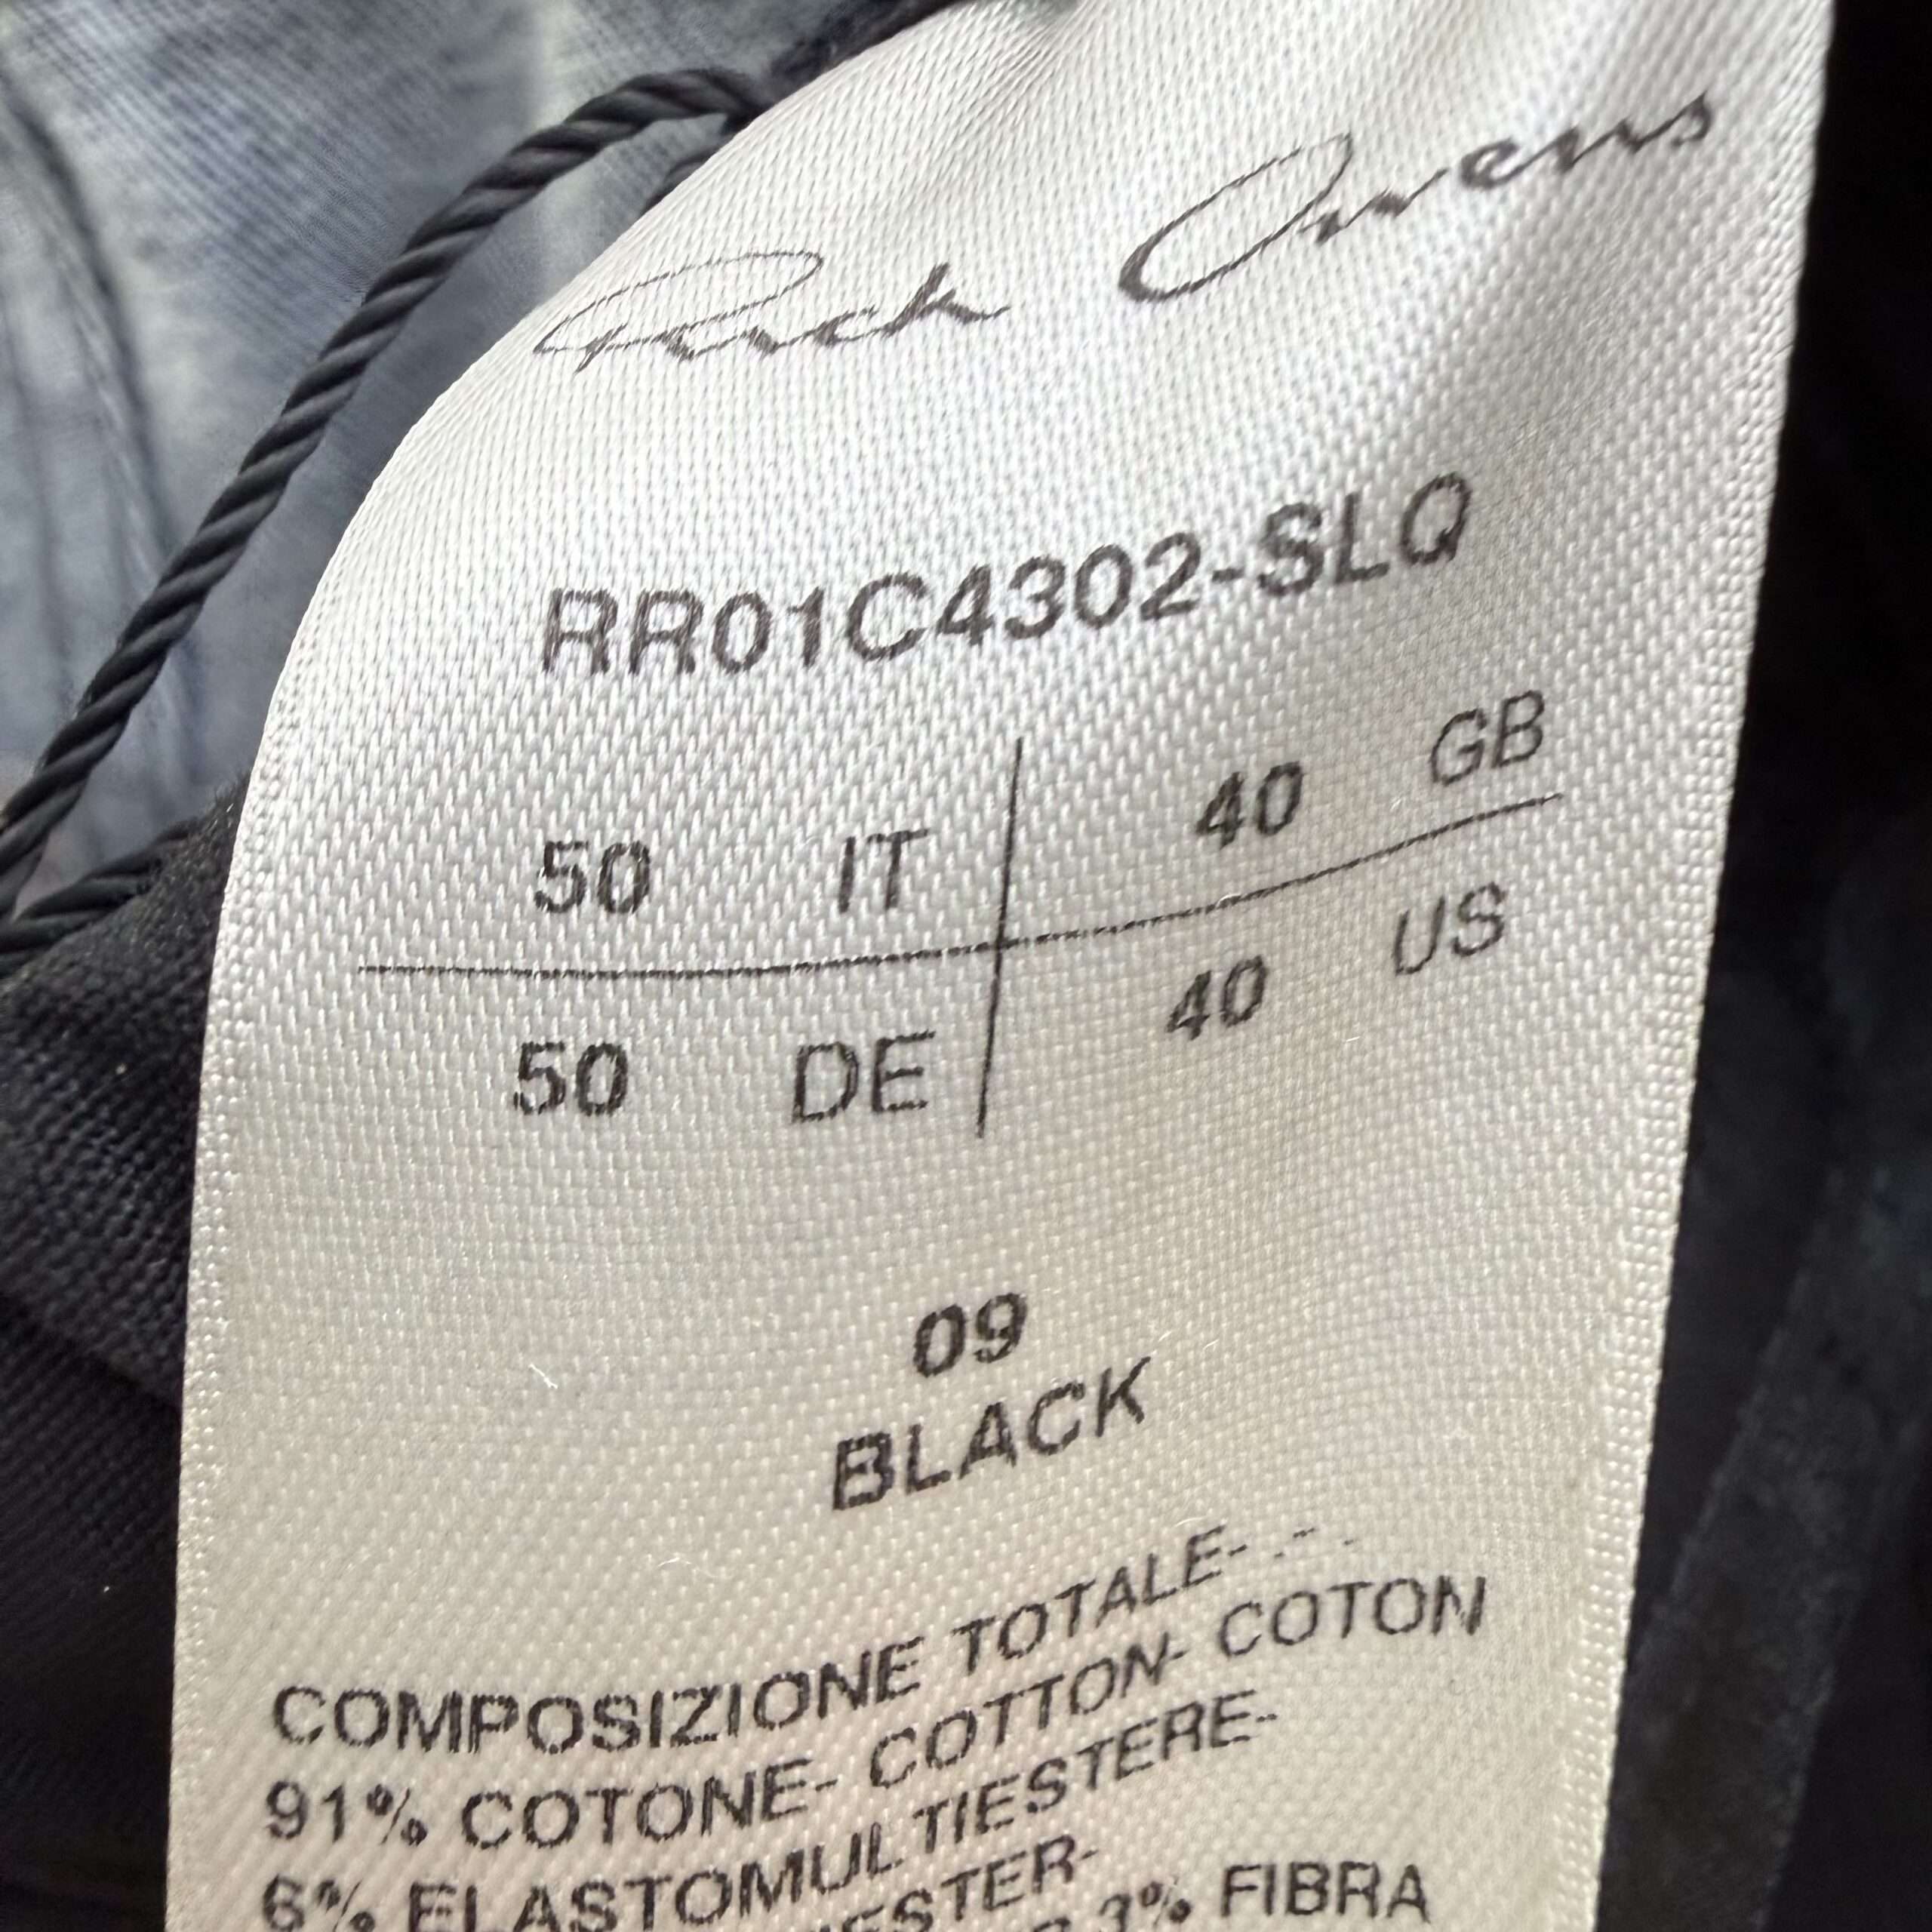 Rick Owens
RR01C4302-SLQ
50 IT 40 GB
50 DE 40 US
09
BLACK
COMPOSIZIONE TOTALE-
91% COTONE- COTTON- COTON
6% ELASTOMULTIESTERE-
3% FIBRA